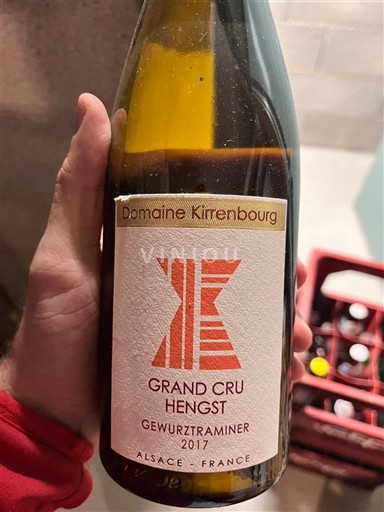 Domaine Kirrenbourg
VINIOU
GRAND CRU
HENGST
GEWURZTRAMINER
2017
ALSACE - FRANCE